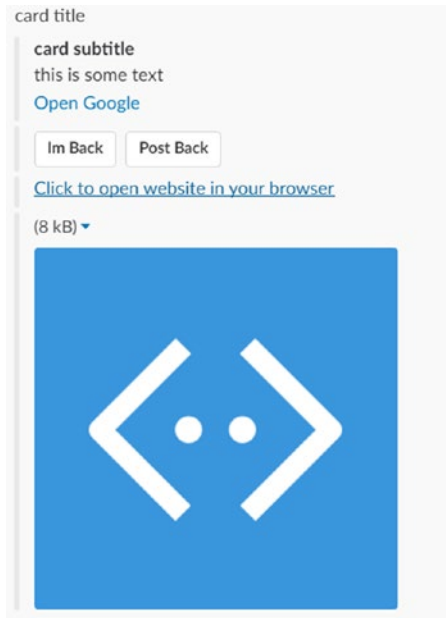 card title
card subtitle
this is some text
Open Google
Im Back Post Back
Click to open website in your browser
(8 kB)